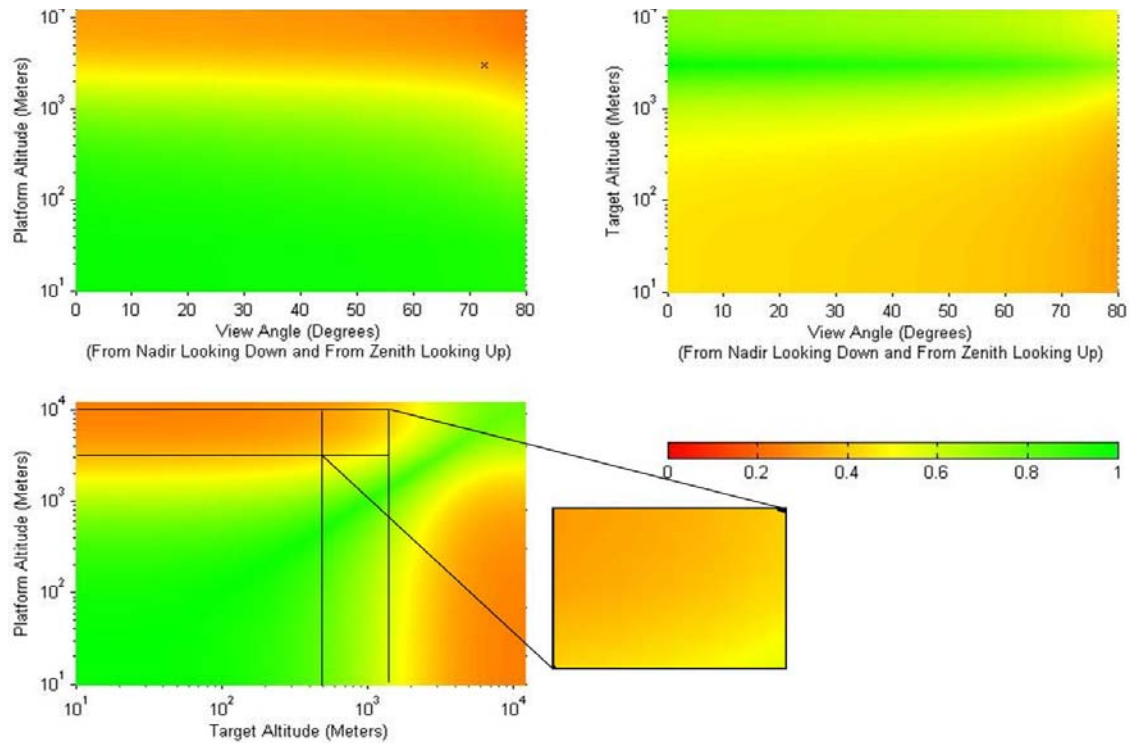 10⁴
10³
10²
10¹
Platform Altitude (Meters)
0 10 20 30 40 50 60 70 80
View Angle (Degrees)
(From Nadir Looking Down and From Zenith Looking Up)
10⁴
10³
10²
10¹
Target Altitude (Meters)
0 10 20 30 40 50 60 70 80
View Angle (Degrees)
(From Nadir Looking Down and From Zenith Looking Up)
10⁴
10³
10²
10¹
Platform Altitude (Meters)
10¹ 10² 10³ 10⁴
Target Altitude (Meters)
0 0.2 0.4 0.6 0.8 1